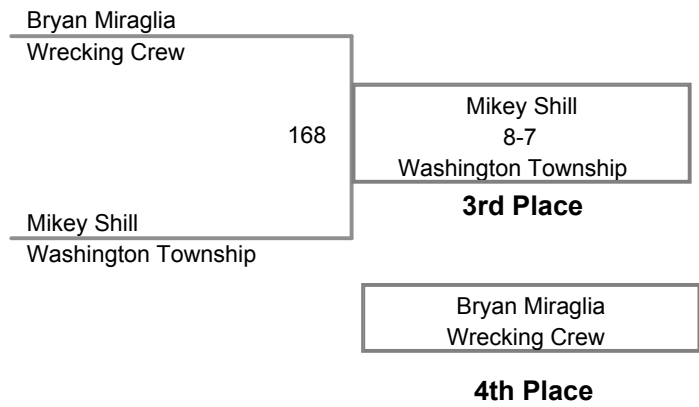 Bryan Miraglia
Wrecking Crew
168
Mikey Shill
8-7
Washington Township
3rd Place
Mikey Shill
Washington Township
Bryan Miraglia
Wrecking Crew
4th Place